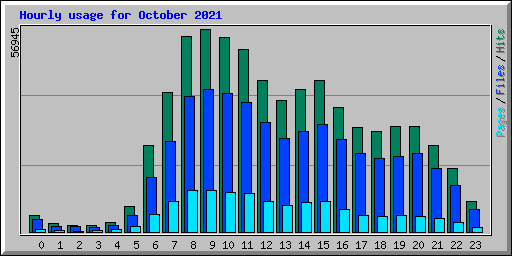 Hourly usage for October 2021
56945
Pages / Files / Hits
0 1 2 3 4 5 6 7 8 9 10 11 12 13 14 15 16 17 18 19 20 21 22 23